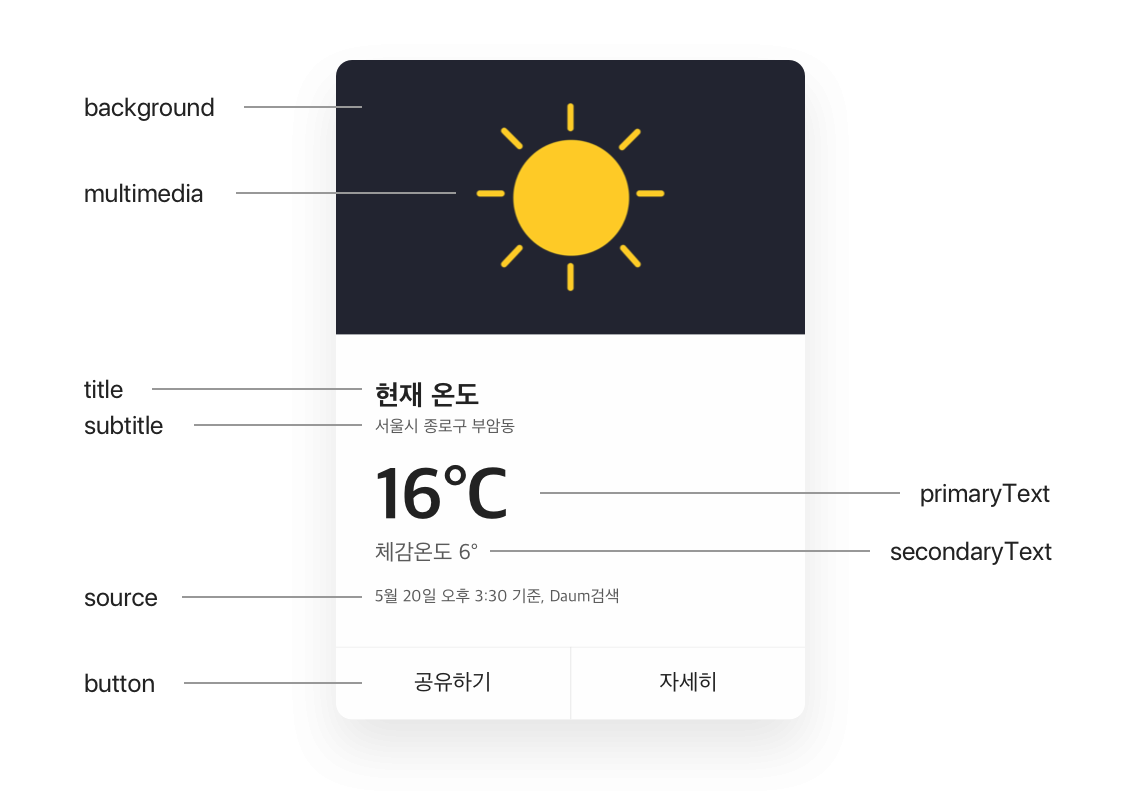 background
multimedia
title
현재 온도
subtitle
서울시 종로구 부암동
16°C
primaryText
체감온도 6°
secondaryText
source
5월 20일 오후 3:30 기준, Daum검색
button
공유하기
자세히